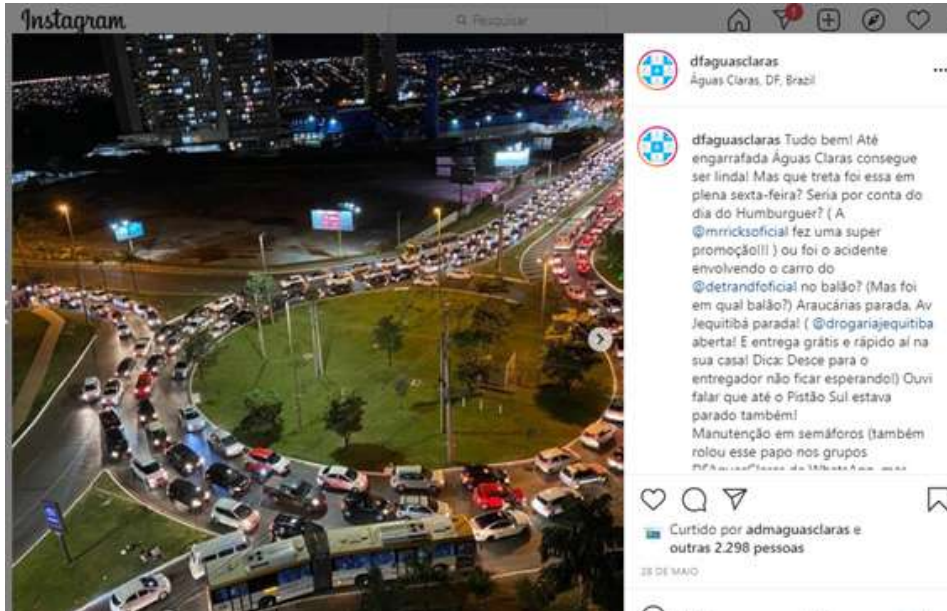 Instagram
Pesquisar
1
dfaguasclaras
Águas Claras, DF, Brazil
dfaguasclaras Tudo bem! Até
engarrafada Águas Claras consegue
ser linda! Mas que treta foi essa em
plena sexta-feira? Seria por conta do
dia do Humburguer? ( A
@mrricksoficial fez uma super
promoção!!! ) ou foi o acidente
envolvendo o carro do
@detrandfoficial no balão? (Mas foi
em qual balão?) Araucárias parada. Av
Jequitibá parada! ( @drogariajequitiba
aberta! E entrega grátis e rápido aí na
sua casa! Dica: Desce para o
entregador não ficar esperando!) Ouvi
falar que até o Pistão Sul estava
parado também!
Manutenção em semáforos (também
rolou esse papo nos grupos
DFAguasClaras do WhatsApp, mas
Curtido por admaguasclaras e
outras 2.298 pessoas
28 DE MAIO